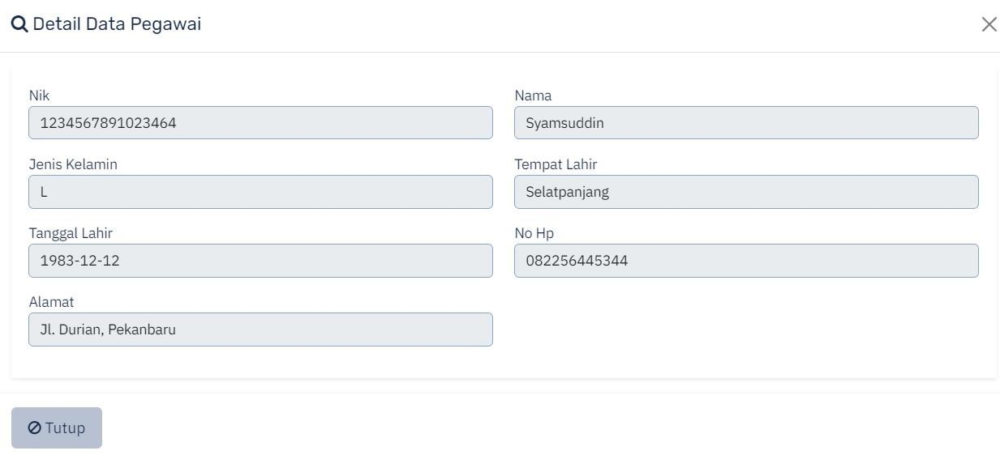 Detail Data Pegawai
Nik
1234567891023464
Nama
Syamsuddin
Jenis Kelamin
L
Tempat Lahir
Selatpanjang
Tanggal Lahir
1983-12-12
No Hp
082256445344
Alamat
Jl. Durian, Pekanbaru
Tutup